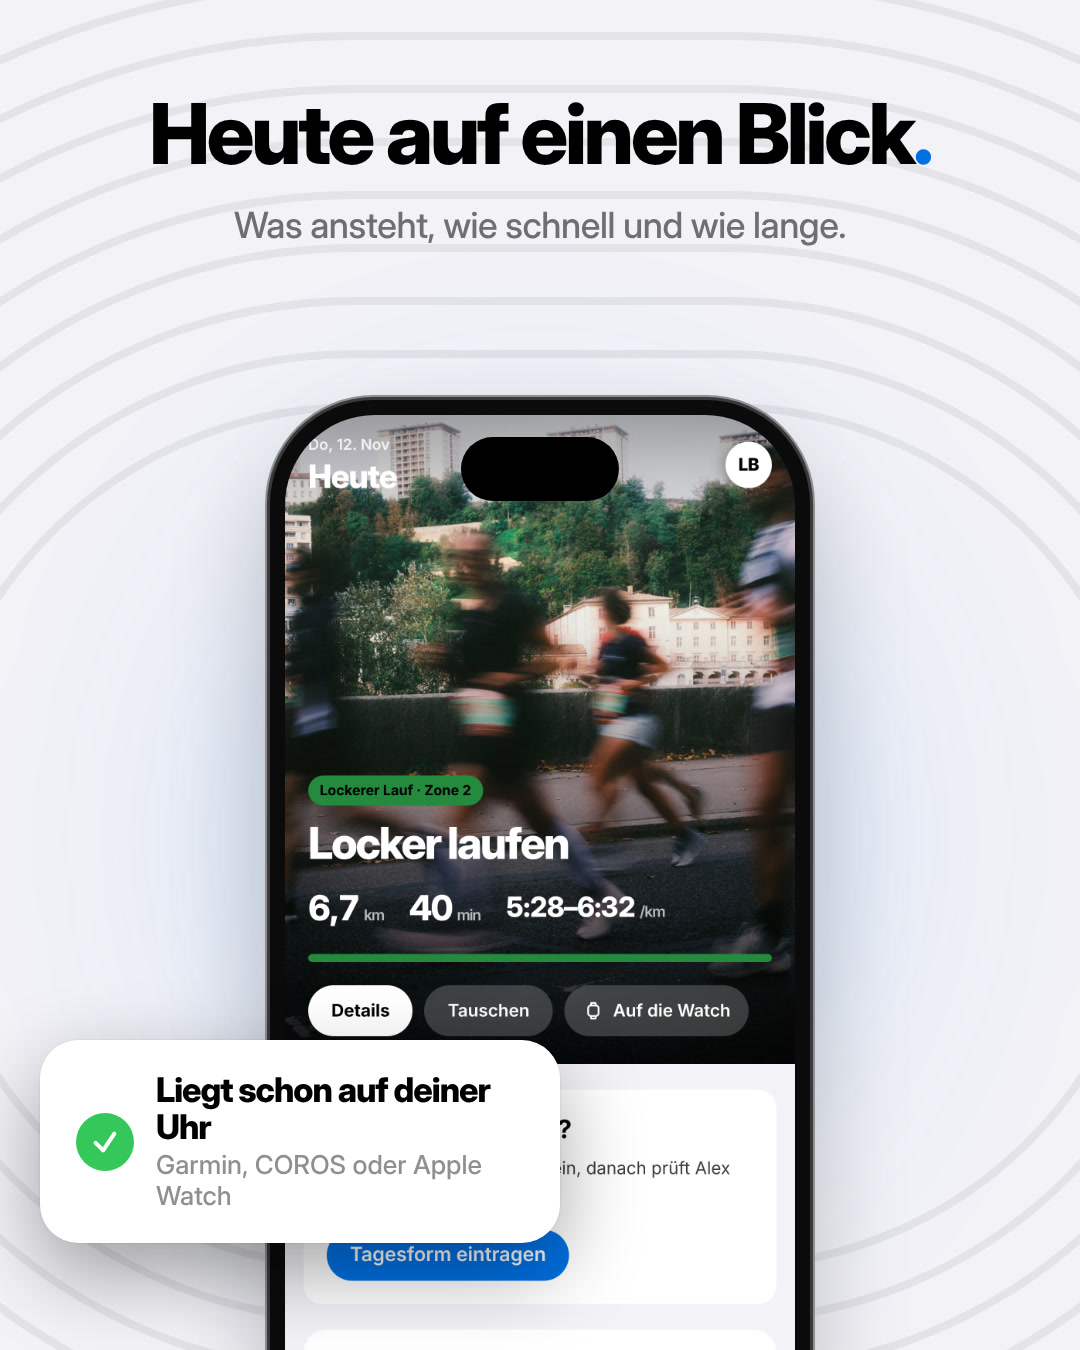 Heute auf einen Blick.
Was ansteht, wie schnell und wie lange.
Do, 12. Nov
Heute
LB
Lockerer Lauf · Zone 2
Locker laufen
6,7 km 40 min 5:28–6:32 /km
Details Tauschen Auf die Watch
Liegt schon auf deiner
Uhr
Garmin, COROS oder Apple
Watch
?
ein, danach prüft Alex
Tagesform eintragen